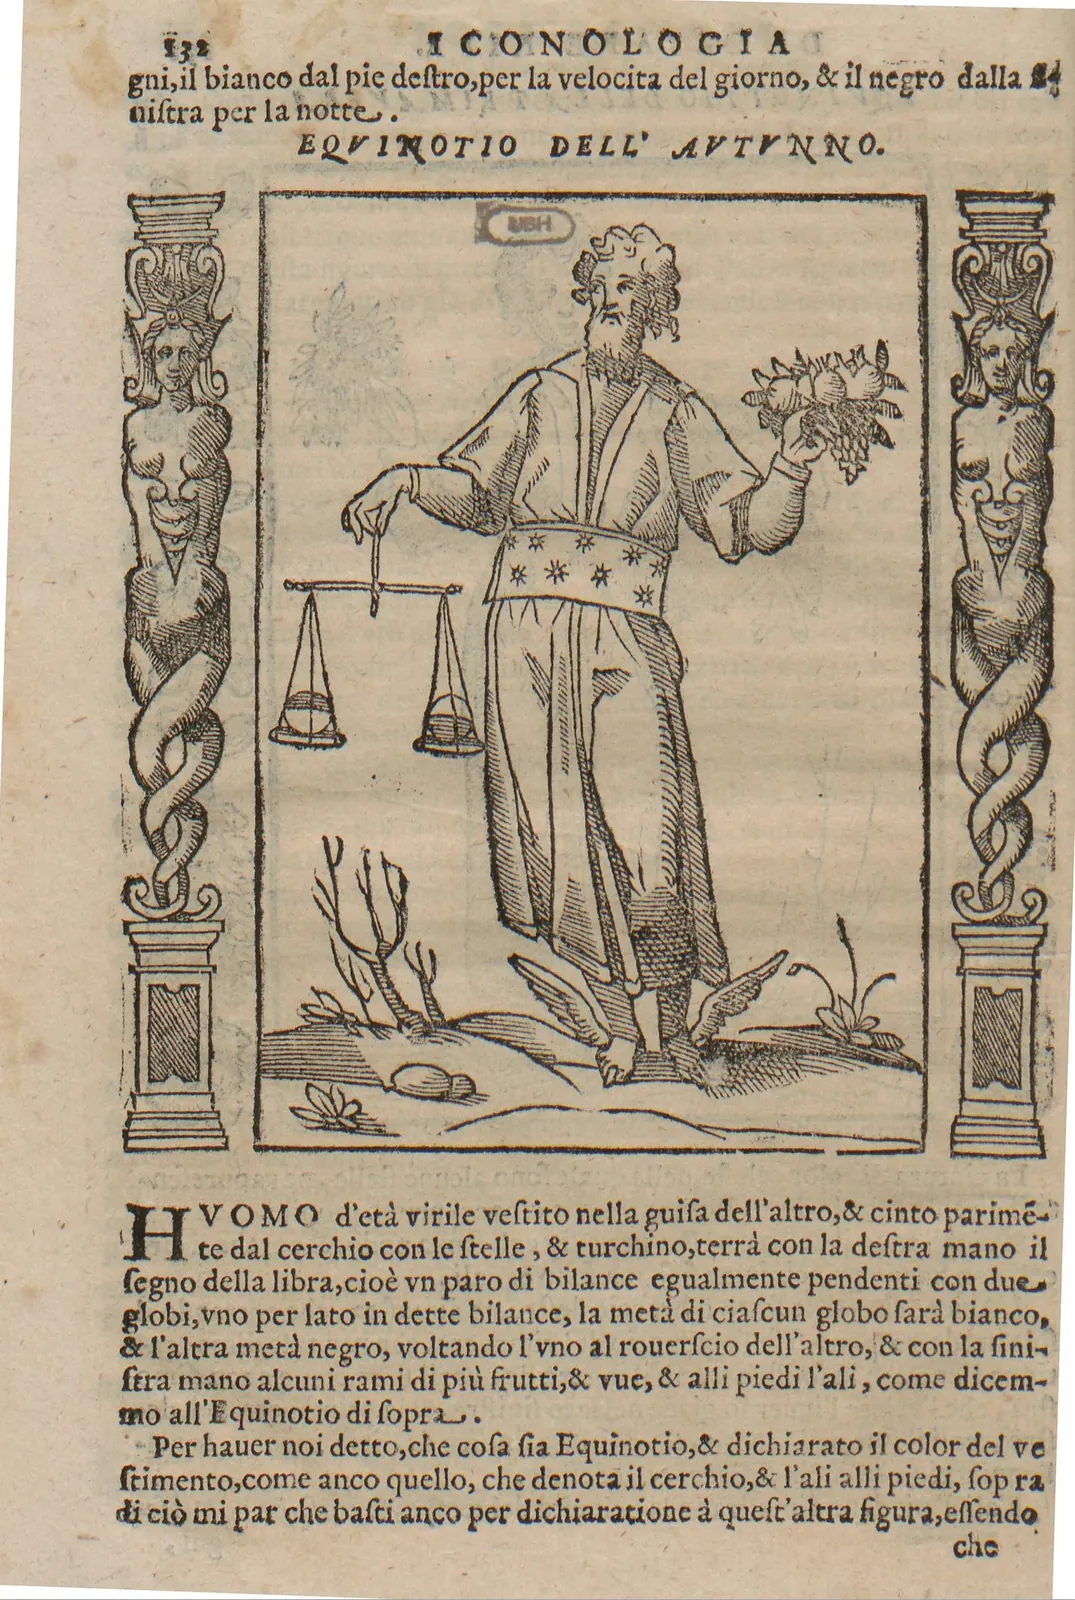 132 ICONOLOGIA
gni,il bianco dal pie deſtro,per la velocita del giorno, & il negro dalla
niſtra per la notte.
EQVINOTIO DELL' AVTVNNO.
HVOMO d'età virile veſtito nella guiſa dell'altro,& cinto parimē-
te dal cerchio con le ſtelle, & turchino,terrà con la deſtra mano il
ſegno della libra,cioè vn paro di bilance egualmente pendenti con due
globi,vno per lato in dette bilance, la metà di ciaſcun globo ſarà bianco,
& l'altra metà negro, voltando l'vno al rouerſcio dell'altro, & con la ſini-
ſtra mano alcuni rami di più frutti,& vue, & alli piedi l'ali, come dicem-
mo all'Equinotio di ſopra.
Per hauer noi detto,che coſa ſia Equinotio,& dichiarato il color del ve
ſtimento,come anco quello, che denota il cerchio,& l'ali alli piedi, ſopra
di ciò mi par che baſti anco per dichiaratione à queſt'altra figura,eſſendo
che